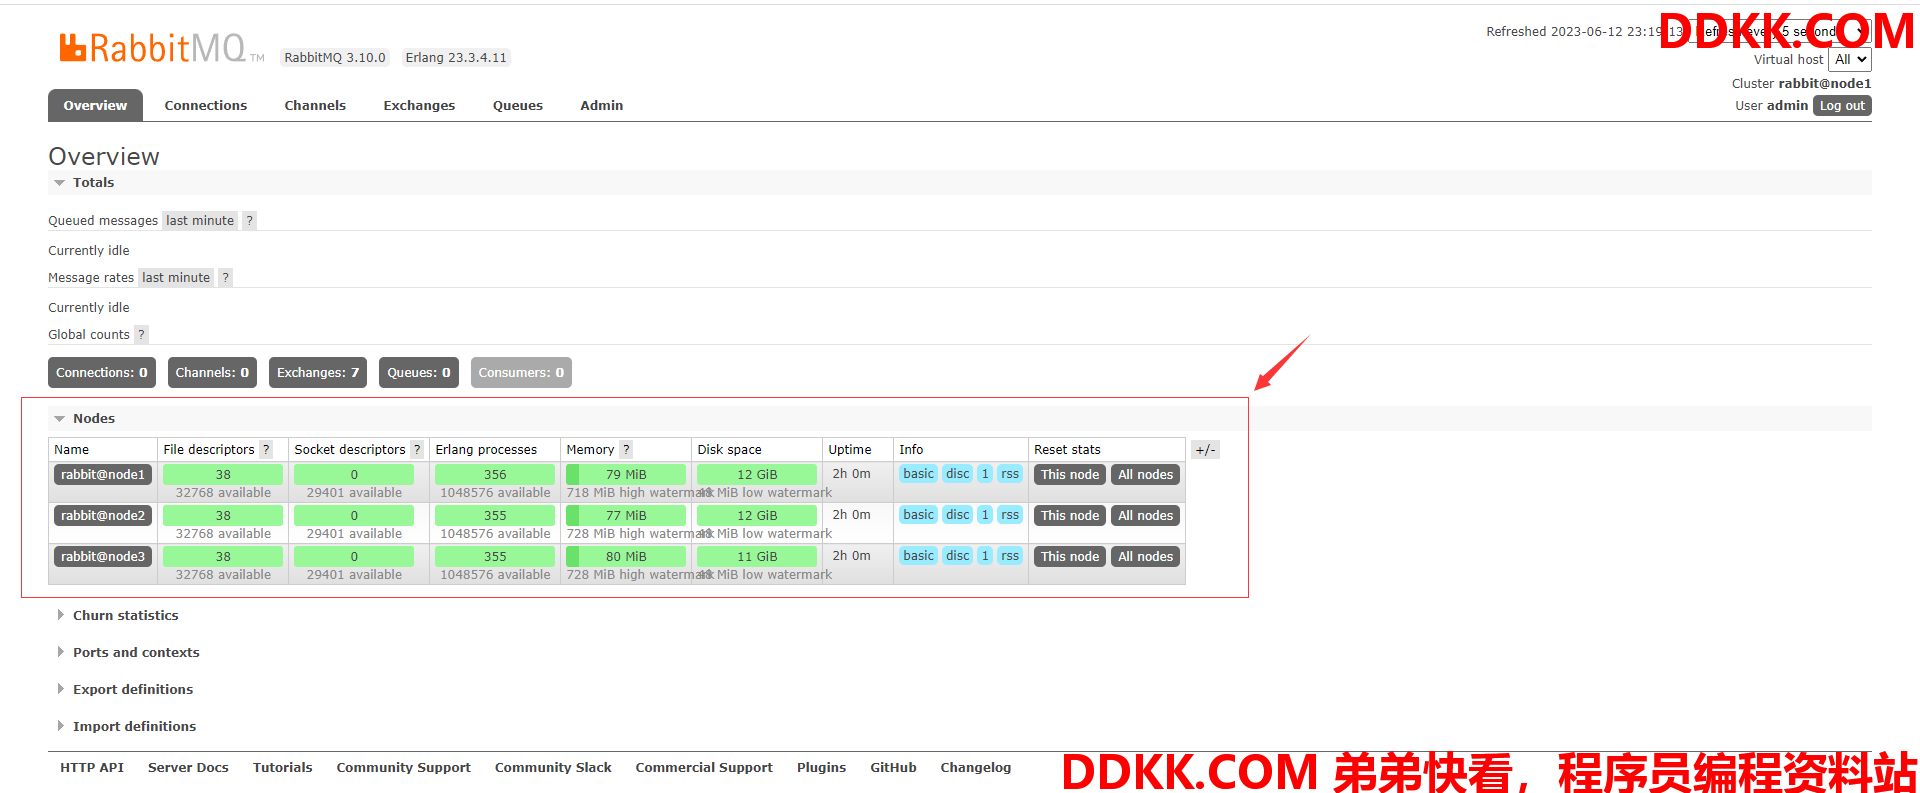 RabbitMQ TM
RabbitMQ 3.10.0 Erlang 23.3.4.11
Refreshed 2023-06-12 23:19:13 Refresh every 5 seconds
DDKK.COM
Virtual host All
Cluster rabbit@node1
User admin Log out
Overview Connections Channels Exchanges Queues Admin
Overview
Totals
Queued messages last minute ?
Currently idle
Message rates last minute ?
Currently idle
Global counts ?
Connections: 0 Channels: 0 Exchanges: 7 Queues: 0 Consumers: 0
Nodes
Name File descriptors ? Socket descriptors ? Erlang processes Memory ? Disk space Uptime Info Reset stats +/-
rabbit@node1 38 0 356 79 MiB 12 GiB 2h 0m basic disc 1 rss This node All nodes
32768 available 29401 available 1048576 available 718 MiB high watermark 48 MiB low watermark
rabbit@node2 38 0 355 77 MiB 12 GiB 2h 0m basic disc 1 rss This node All nodes
32768 available 29401 available 1048576 available 728 MiB high watermark 48 MiB low watermark
rabbit@node3 38 0 355 80 MiB 11 GiB 2h 0m basic disc 1 rss This node All nodes
32768 available 29401 available 1048576 available 728 MiB high watermark 48 MiB low watermark
Churn statistics
Ports and contexts
Export definitions
Import definitions
HTTP API Server Docs Tutorials Community Support Community Slack Commercial Support Plugins GitHub Changelog
DDKK.COM 弟弟快看，程序员编程资料站